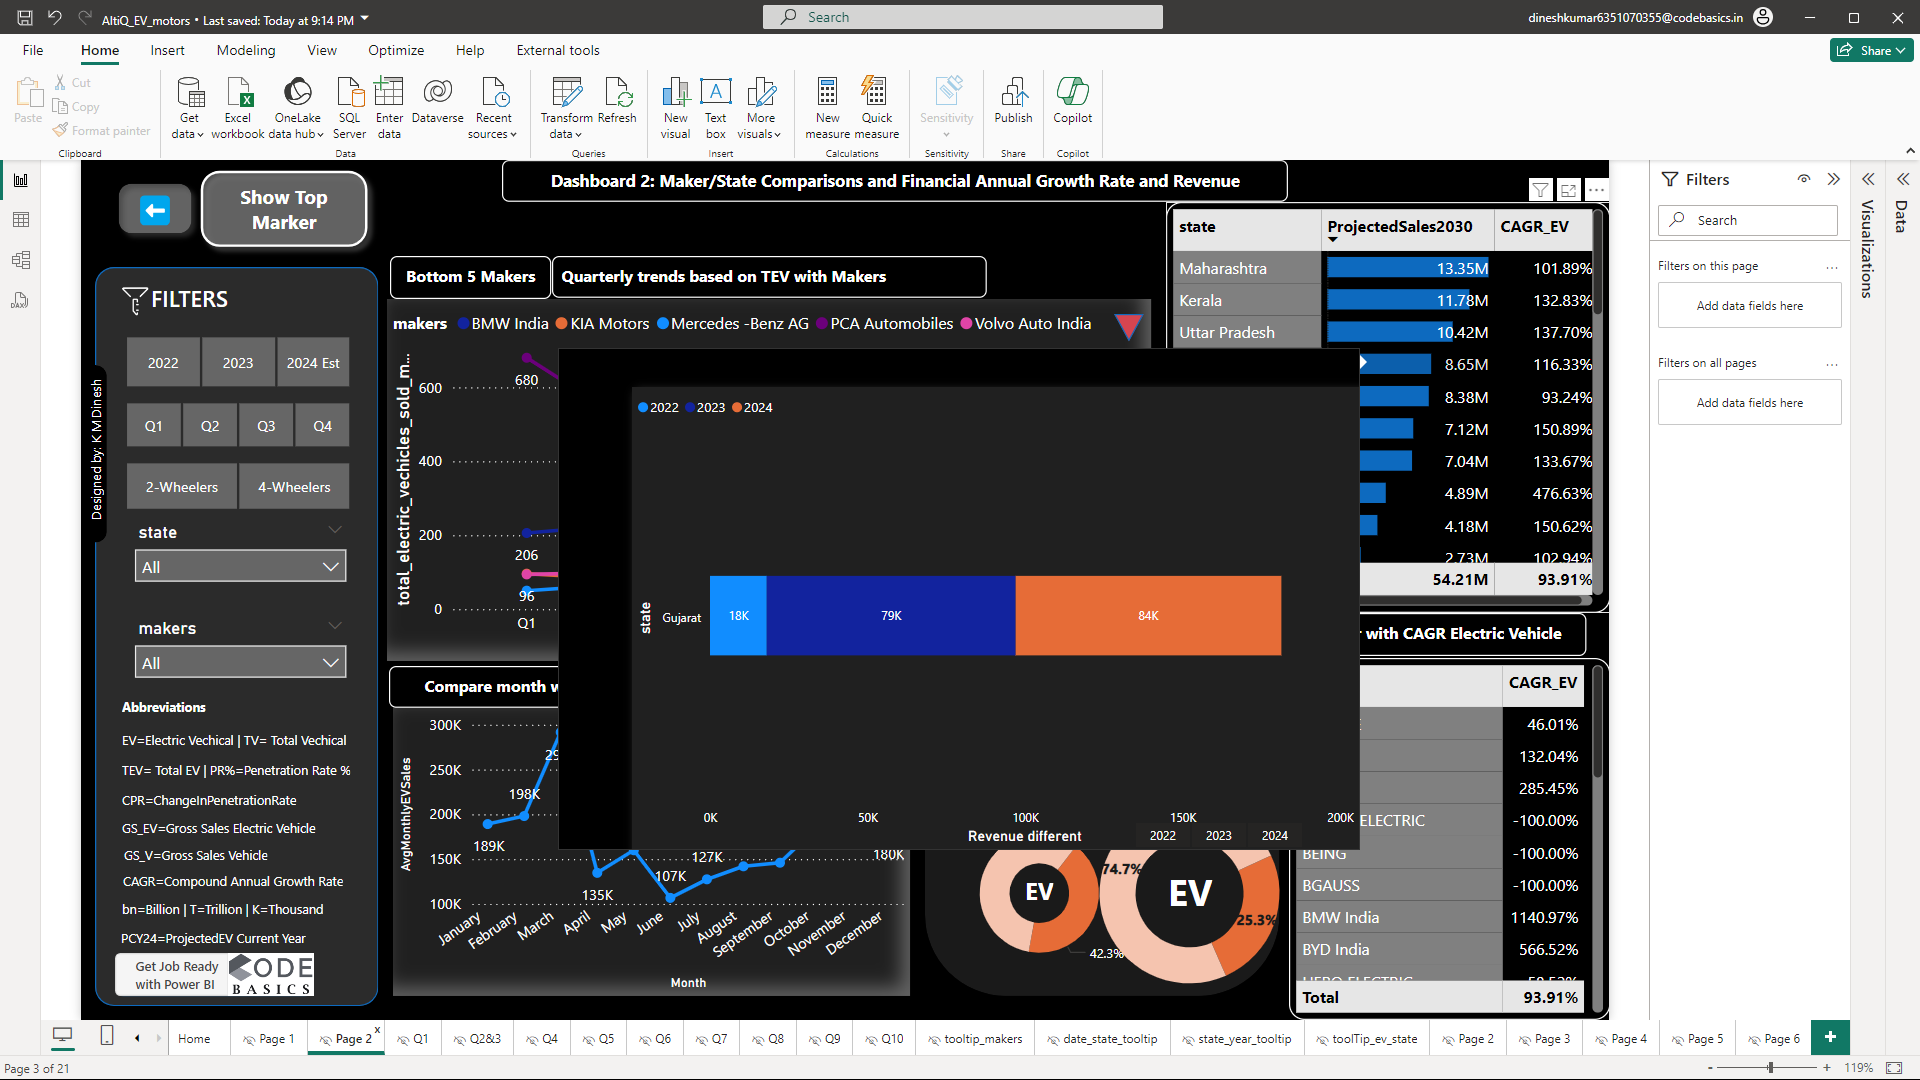 AltiQ_EV_motors • Last saved: Today at 9:14 PM
Search
dineshkumar6351070355@codebasics.in
File Home Insert Modeling View Optimize Help External tools
Share
Paste
Cut
Copy
Format painter
Clipboard
Get data
Excel workbook
OneLake data hub
SQL Server
Enter data
Dataverse
Recent sources
Data
Transform data
Refresh
Queries
New visual
Text box
More visuals
Insert
New measure
Quick measure
Calculations
Sensitivity
Sensitivity
Publish
Share
Copilot
Copilot
Show Top Marker
Dashboard 2: Maker/State Comparisons and Financial Annual Growth Rate and Revenue
FILTERS
2022 2023 2024 Est
Q1 Q2 Q3 Q4
2-Wheelers 4-Wheelers
state
All
makers
All
Designed by: K M Dinesh
Abbreviations
EV=Electric Vechical | TV= Total Vechical
TEV= Total EV | PR%=Penetration Rate %
CPR=ChangeInPenetrationRate
GS_EV=Gross Sales Electric Vehicle
GS_V=Gross Sales Vehicle
CAGR=Compound Annual Growth Rate
bn=Billion | T=Trillion | K=Thousand
PCY24=ProjectedEV Current Year
Get Job Ready
with Power BI
CODE
BASICS
Bottom 5 Makers
Quarterly trends based on TEV with Makers
makers BMW India KIA Motors Mercedes -Benz AG PCA Automobiles Volvo Auto India
total_electric_vechicles_sold_m...
600
400
200
0
680
206
96
Q1
2022 2023 2024
state
Gujarat
18K 79K 84K
0K 50K 100K 150K 200K
Revenue different
2022 2023 2024
state ProjectedSales2030 CAGR_EV
Maharashtra 13.35M 101.89%
Kerala 11.78M 132.83%
Uttar Pradesh 10.42M 137.70%
8.65M 116.33%
8.38M 93.24%
7.12M 150.89%
7.04M 133.67%
4.89M 476.63%
4.18M 150.62%
2.73M 102.94%
54.21M 93.91%
Compare month w
AvgMonthlyEVSales
300K
250K
200K
150K
100K
189K
198K
29
135K
107K
127K
180K
January February March April May June July August September October November December
Month
EV
42.3%
74.7%
EV
25.3%
with CAGR Electric Vehicle
CAGR_EV
46.01%
132.04%
285.45%
ELECTRIC -100.00%
BEING -100.00%
BGAUSS -100.00%
BMW India 1140.97%
BYD India 566.52%
HERO ELECTRIC
Total 93.91%
Filters
Search
Filters on this page
Add data fields here
Filters on all pages
Add data fields here
Visualizations
Data
Home Page 1 Page 2 Q1 Q2&3 Q4 Q5 Q6 Q7 Q8 Q9 Q10 tooltip_makers date_state_tooltip state_year_tooltip toolTip_ev_state Page 2 Page 3 Page 4 Page 5 Page 6
Page 3 of 21
119%